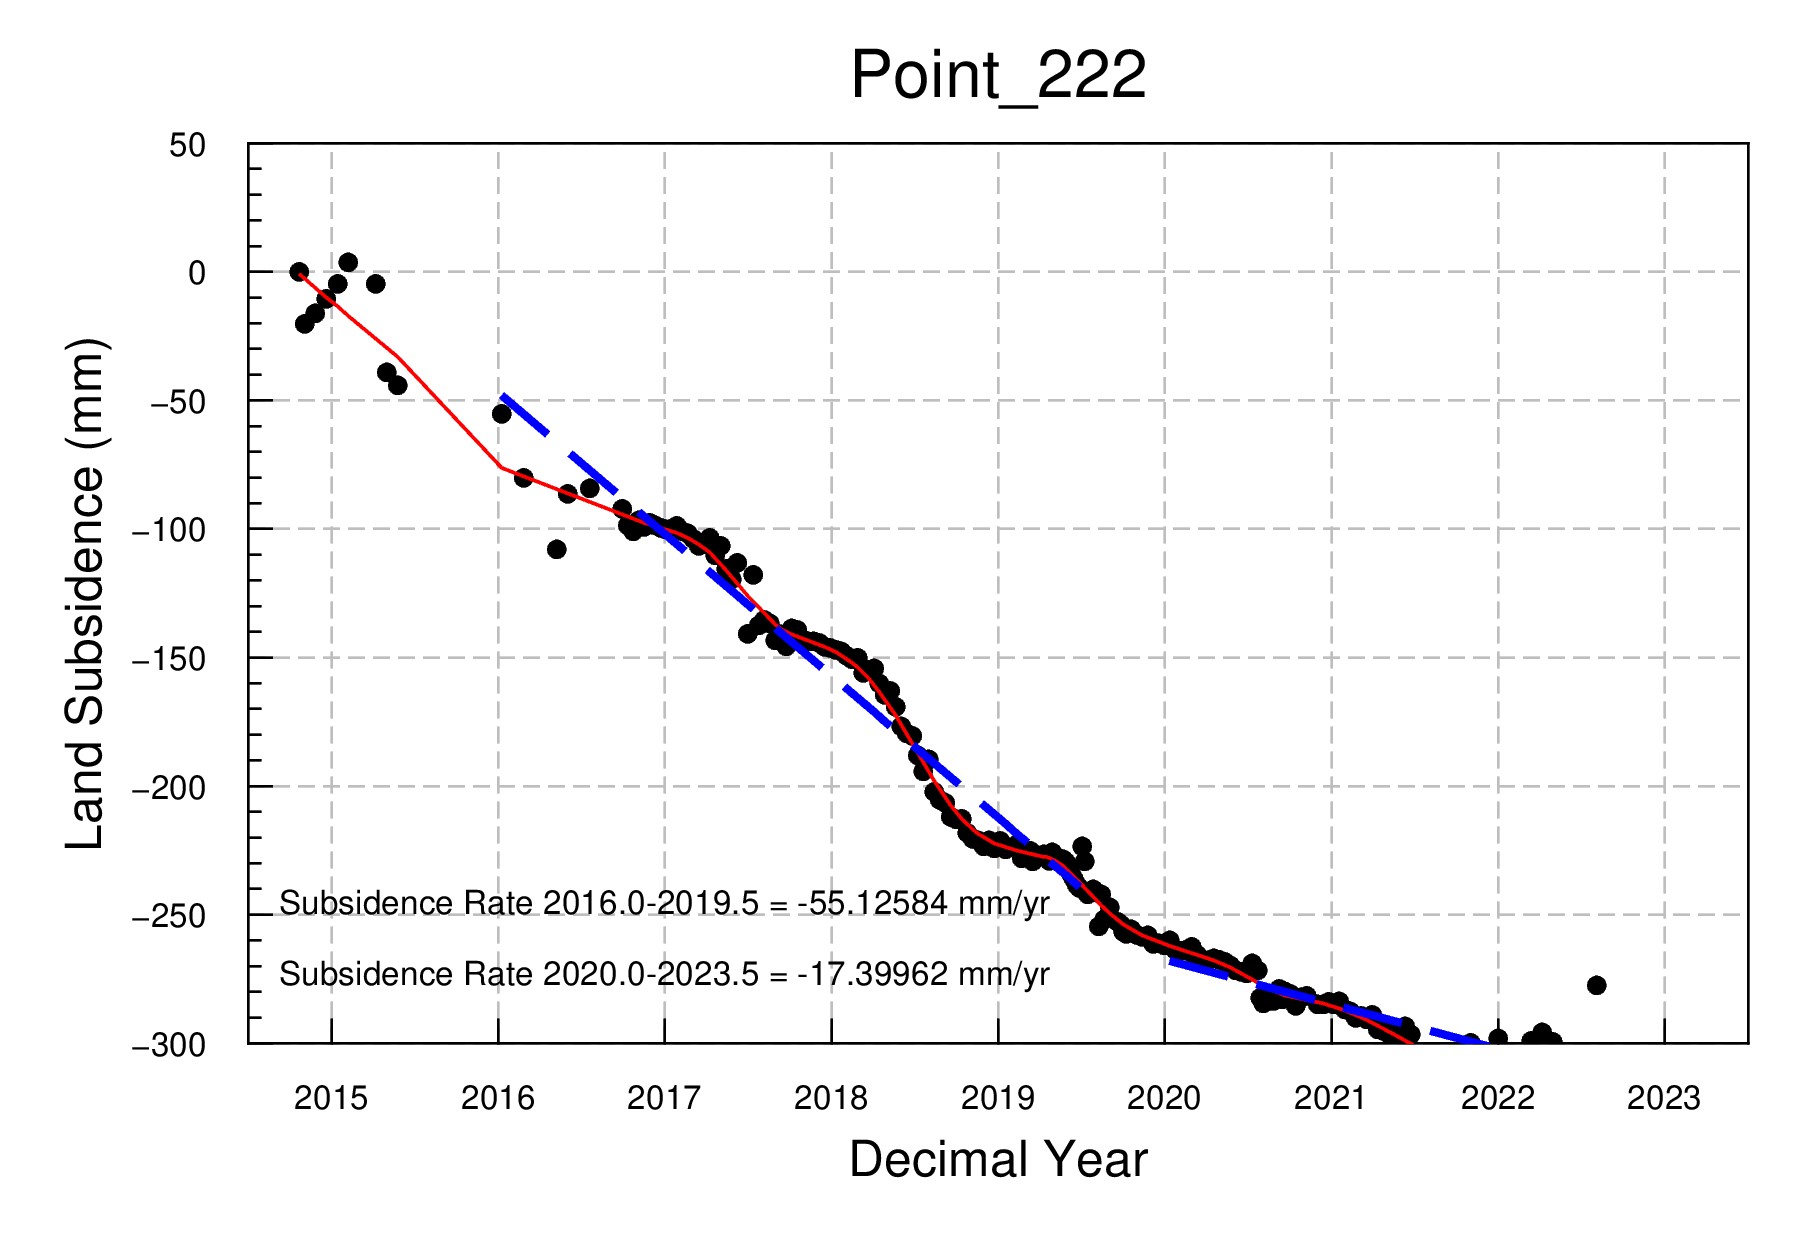 Point_222
50
0
−50
−100
−150
−200
−250
−300
Land Subsidence (mm)
Subsidence Rate 2016.0-2019.5 = -55.12584 mm/yr
Subsidence Rate 2020.0-2023.5 = -17.39962 mm/yr
2015 2016 2017 2018 2019 2020 2021 2022 2023
Decimal Year